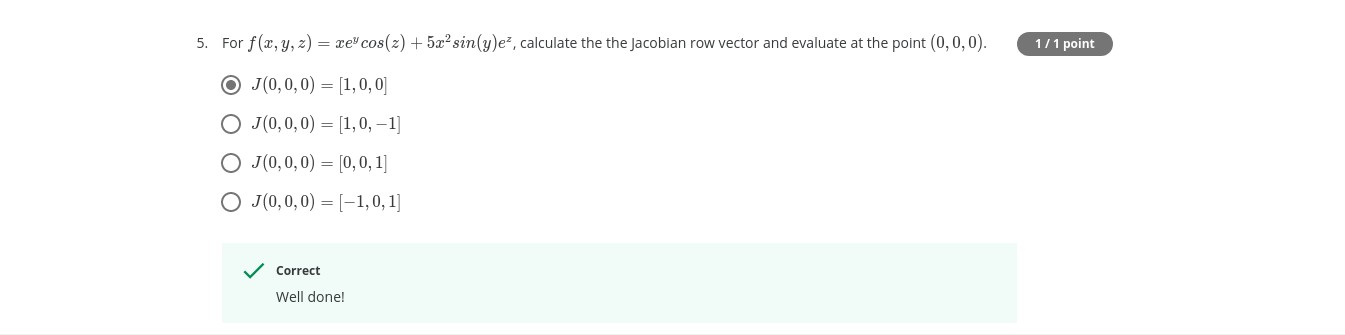 5. For f(x, y, z) = xe^y cos(z) + 5x^2 sin(y)e^z, calculate the the Jacobian row vector and evaluate at the point (0, 0, 0). 1 / 1 point
J(0, 0, 0) = [1, 0, 0]
J(0, 0, 0) = [1, 0, −1]
J(0, 0, 0) = [0, 0, 1]
J(0, 0, 0) = [−1, 0, 1]
Correct
Well done!